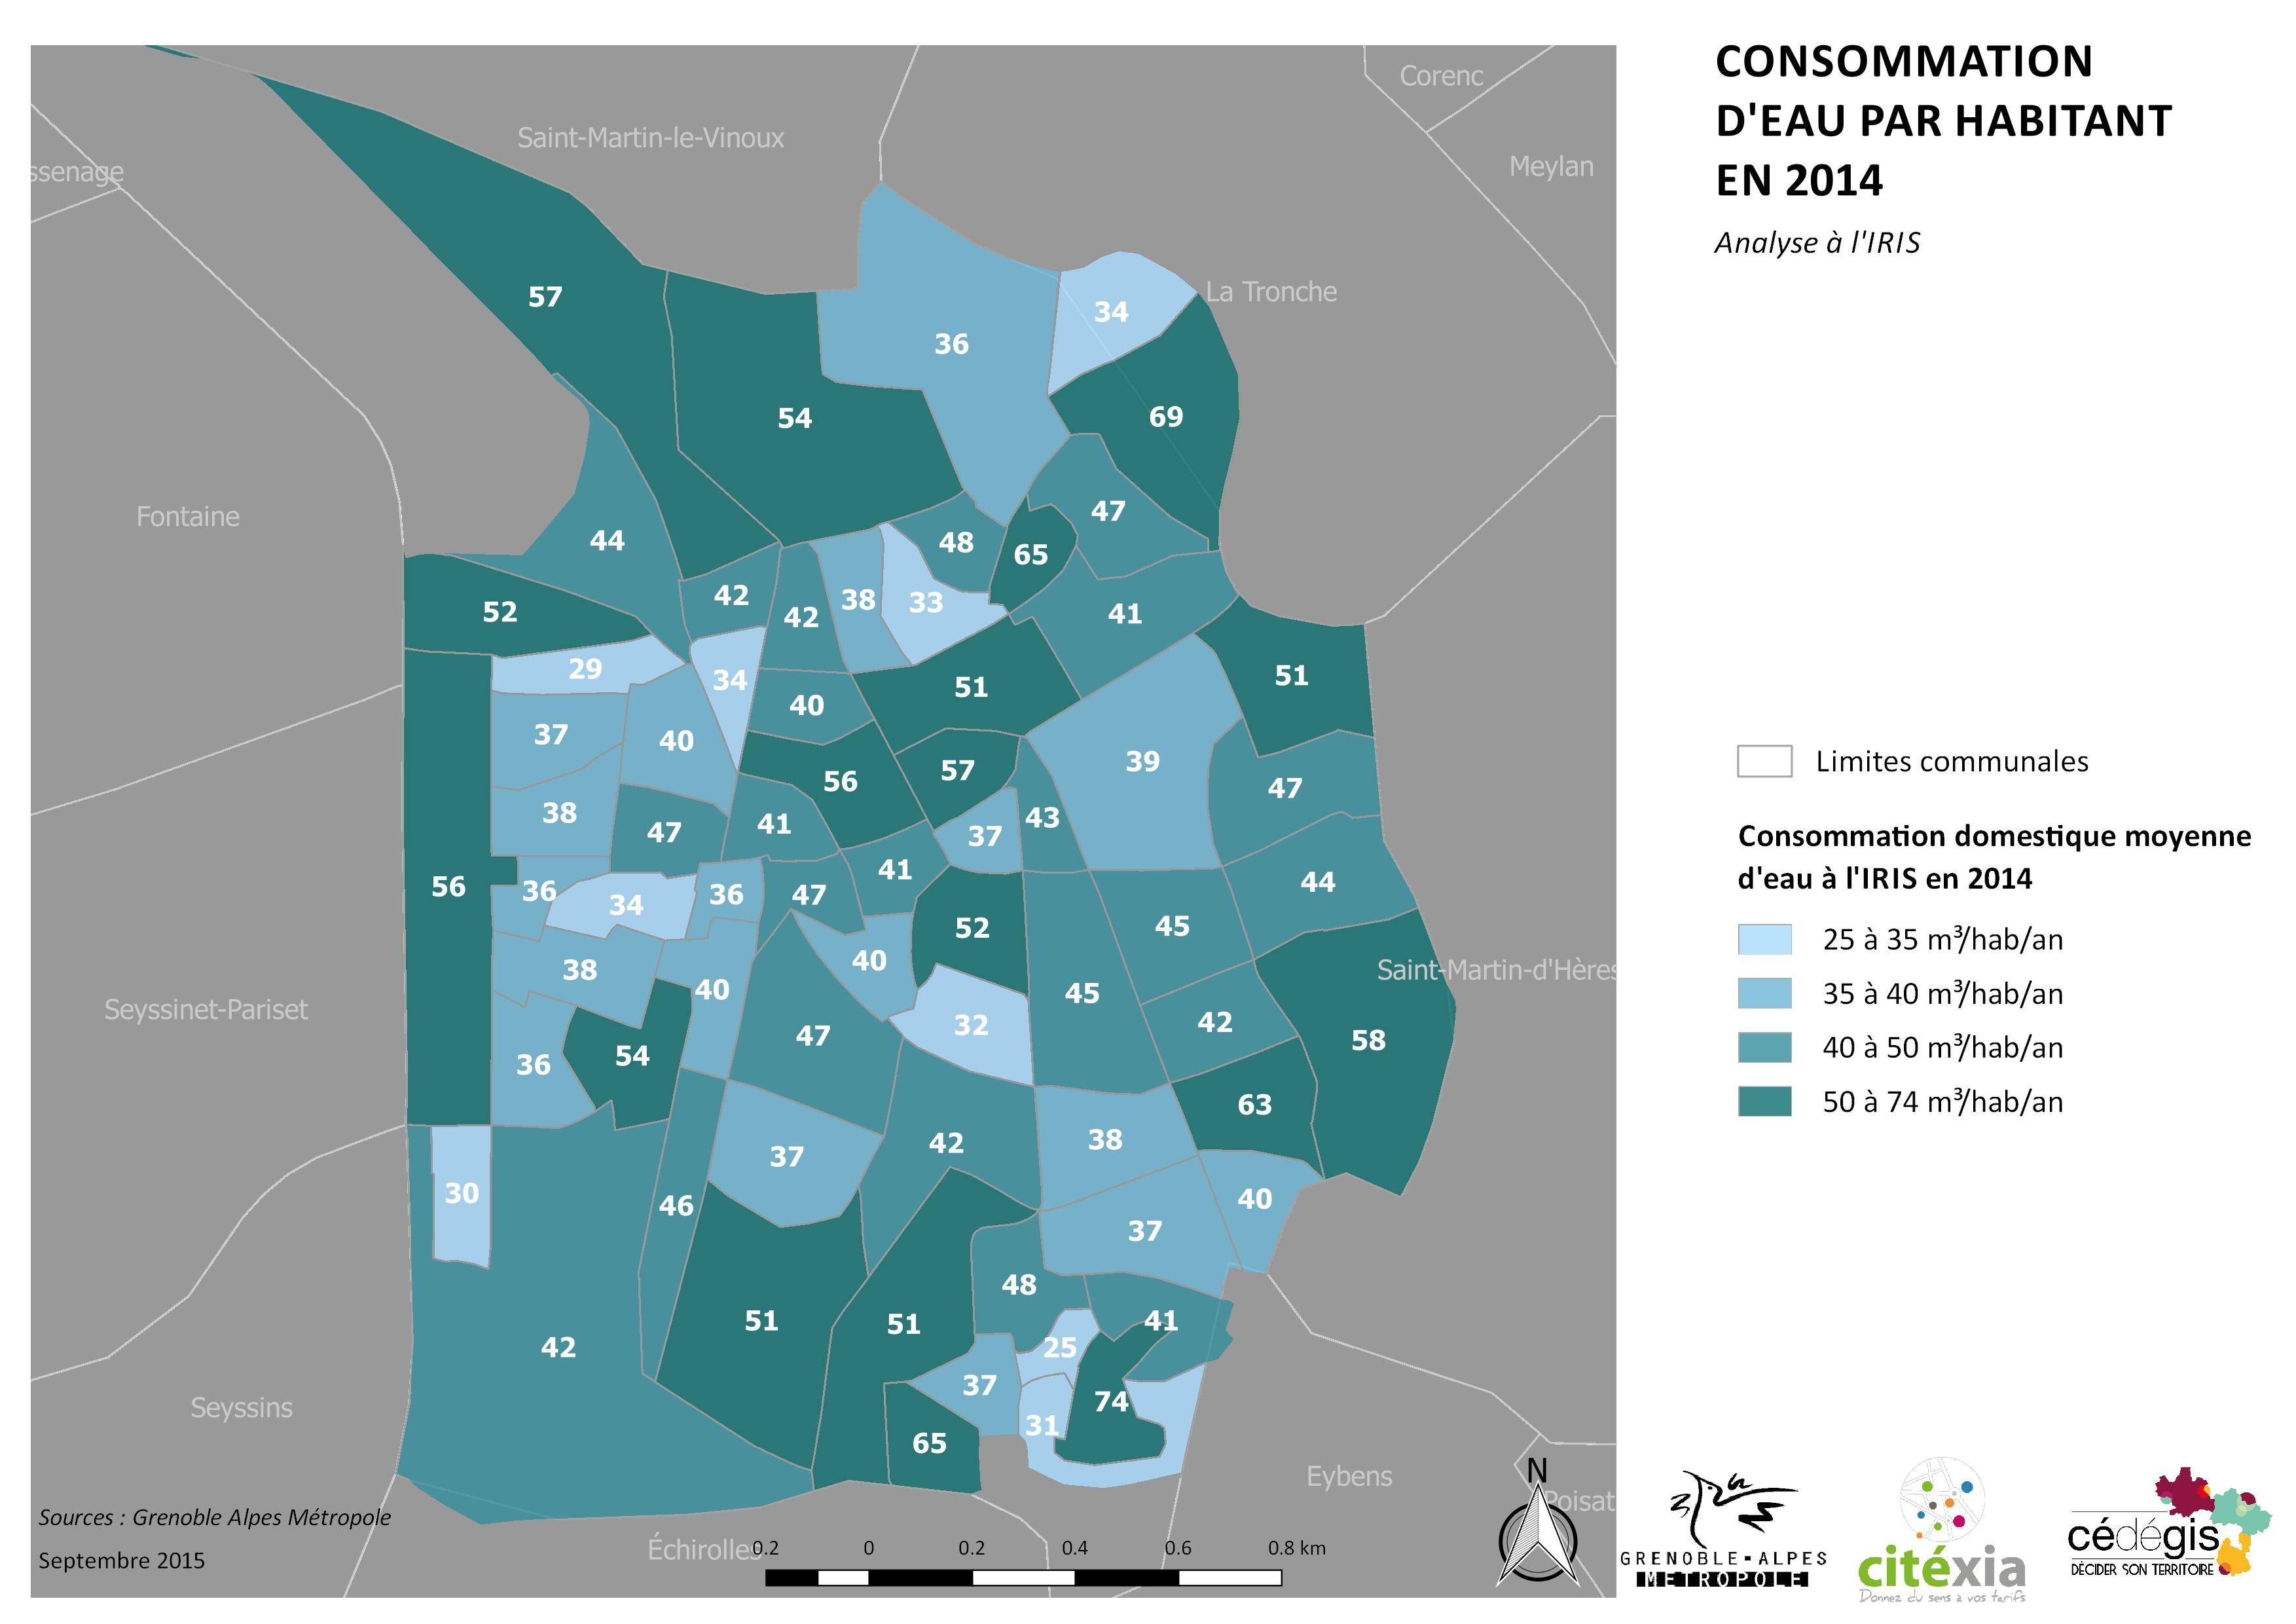 CONSOMMATION
D'EAU PAR HABITANT
EN 2014
Analyse à l'IRIS
Corenc
Saint-Martin-le-Vinoux
Meylan
ssenage
La Tronche
57
34
36
54
69
Fontaine
47
44
48
65
42
38
33
42
52
41
29
34
51
51
40
37
40
57
39
56
47
38
47
41
43
37
41
44
56
36
34
36
47
52
45
38
40
Saint-Martin-d'Hères
40
45
Seyssinet-Pariset
32
42
47
58
54
36
63
42
38
37
30
40
46
37
48
51
51
41
42
25
37
74
Seyssins
31
65
Eybens
Poisat
Échirolles
Limites communales
Consommation domestique moyenne
d'eau à l'IRIS en 2014
25 à 35 m³/hab/an
35 à 40 m³/hab/an
40 à 50 m³/hab/an
50 à 74 m³/hab/an
Sources : Grenoble Alpes Métropole
Septembre 2015
0.2 0 0.2 0.4 0.6 0.8 km
N
GRENOBLE-ALPES
METROPOLE
citéxia
Donnez du sens à vos tarifs
cédégis
DÉCIDER SON TERRITOIRE